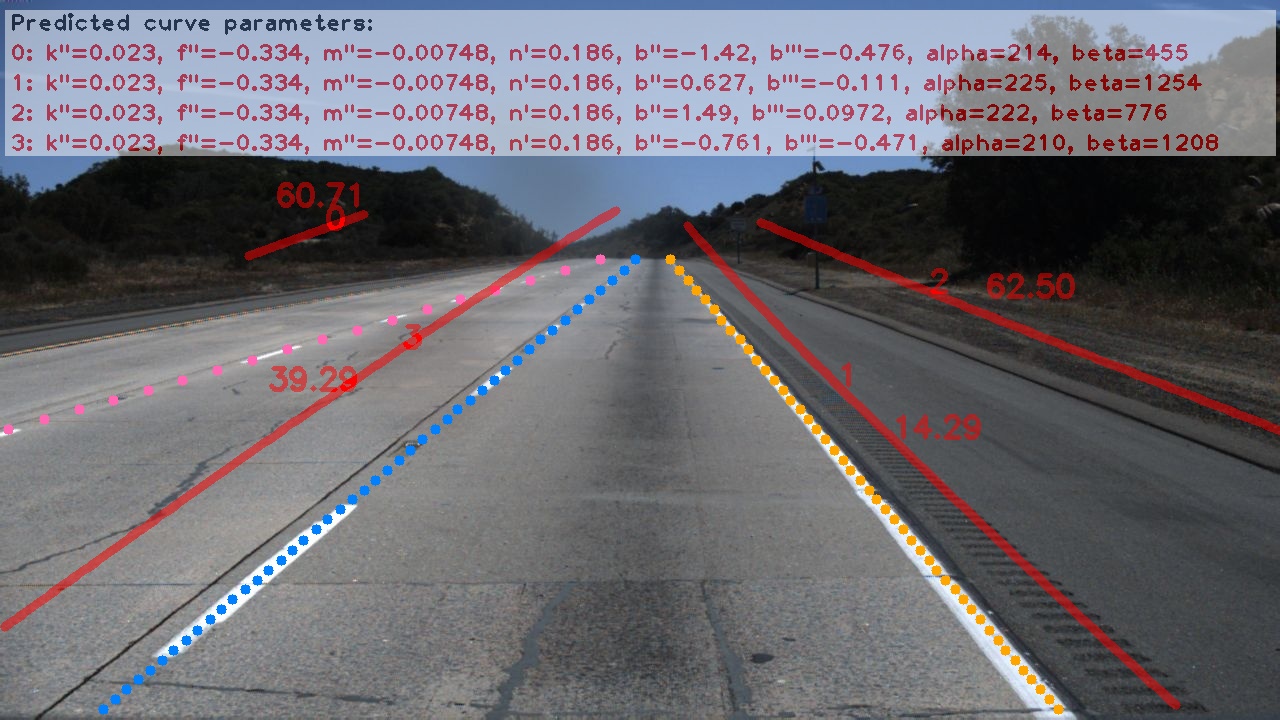 Predicted curve parameters:
0: k''=0.023, f''=-0.334, m''=-0.00748, n'=0.186, b''=-1.42, b'''=-0.476, alpha=214, beta=455
1: k''=0.023, f''=-0.334, m''=-0.00748, n'=0.186, b''=0.627, b'''=-0.111, alpha=225, beta=1254
2: k''=0.023, f''=-0.334, m''=-0.00748, n'=0.186, b''=1.49, b'''=0.0972, alpha=222, beta=776
3: k''=0.023, f''=-0.334, m''=-0.00748, n'=0.186, b''=-0.761, b'''=-0.471, alpha=210, beta=1208
60.71
0
2
62.50
3
39.29
1
14.29